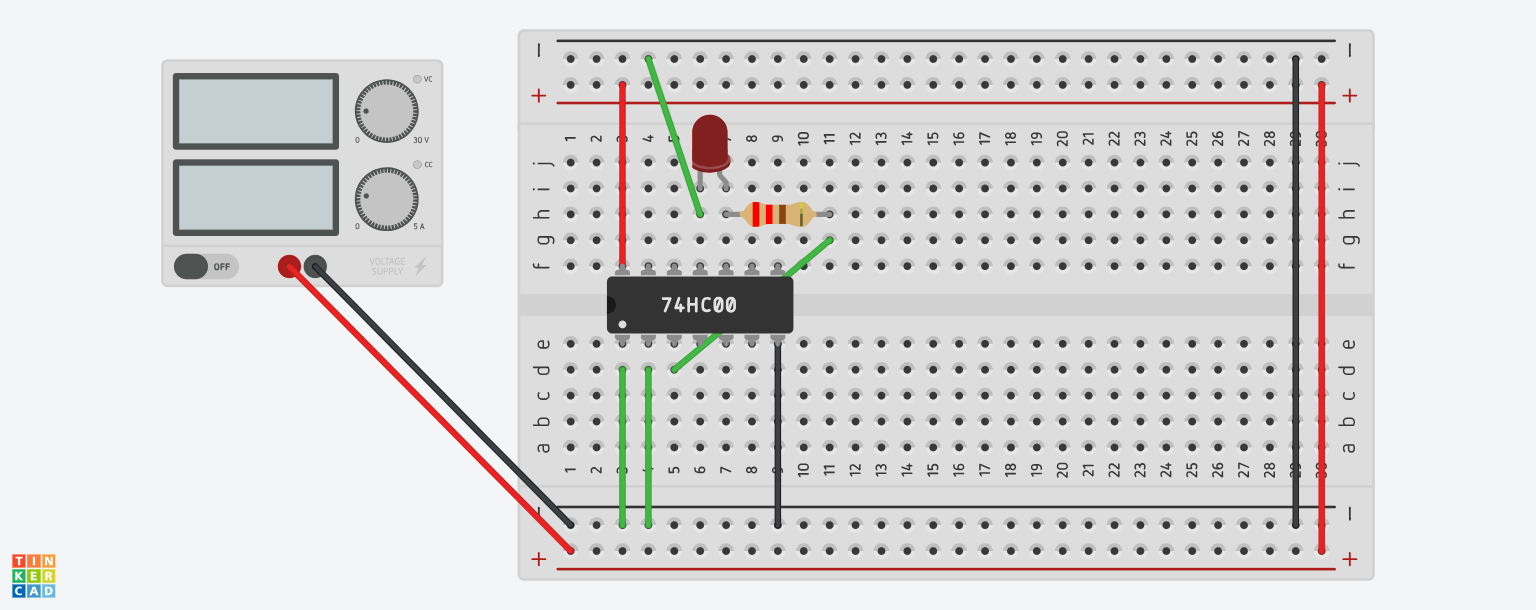 VC
0 30 V
CC
0 5 A
OFF
VOLTAGE
SUPPLY
− −
+ +
1 2 3 4 5 6 7 8 9 10 11 12 13 14 15 16 17 18 19 20 21 22 23 24 25 26 27 28 29 30
j j
i i
h h
g g
f f
74HC00
e e
d d
c c
b b
a a
1 2 3 4 5 6 7 8 9 10 11 12 13 14 15 16 17 18 19 20 21 22 23 24 25 26 27 28 29 30
− −
+ +
TIN
KER
CAD